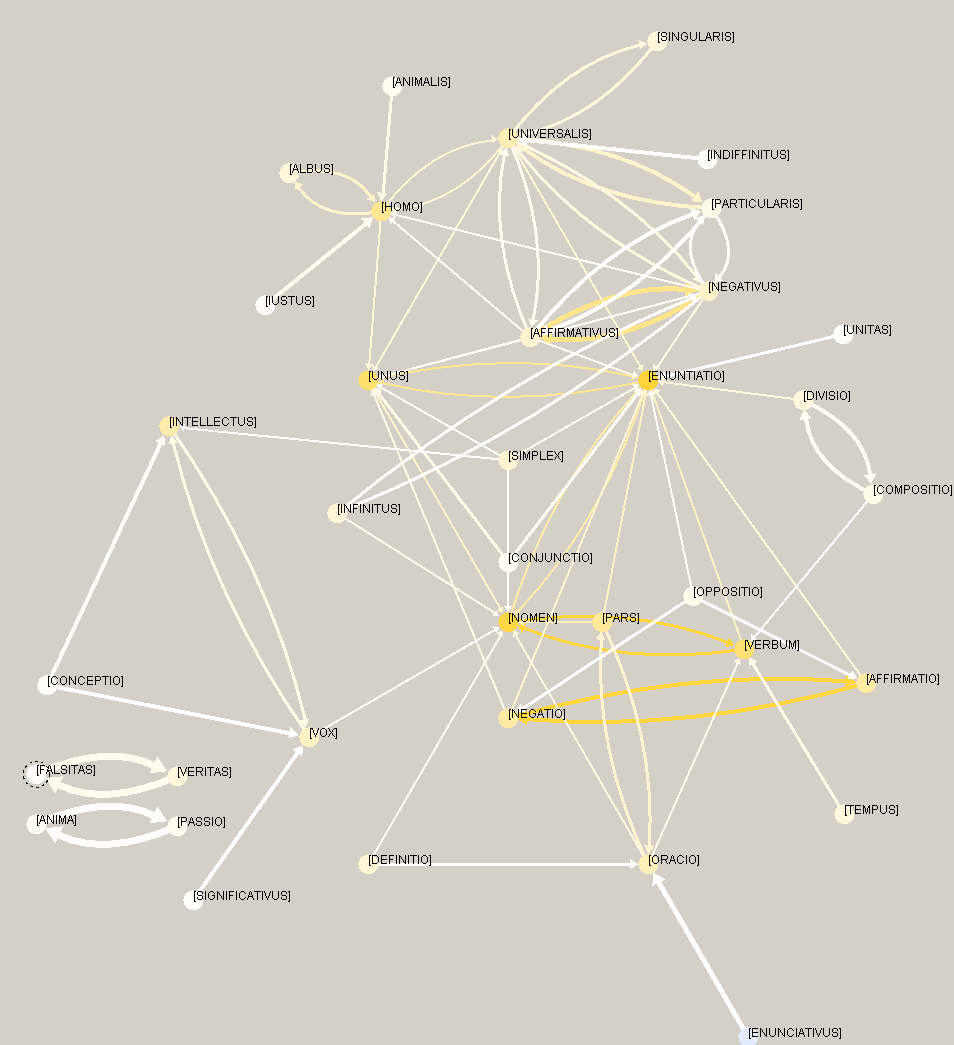 [SINGULARIS]
[ANIMALIS]
[UNIVERSALIS]
[INDIFFINITUS]
[ALBUS]
[PARTICULARIS]
[HOMO]
[NEGATIVUS]
[IUSTUS]
[UNITAS]
[AFFIRMATIVUS]
[UNUS]
[ENUNTIATIO]
[DIVISIO]
[INTELLECTUS]
[SIMPLEX]
[COMPOSITIO]
[INFINITUS]
[CONJUNCTIO]
[OPPOSITIO]
[NOMEN]
[PARS]
[VERBUM]
[CONCEPTIO]
[AFFIRMATIO]
[NEGATIO]
[VOX]
[FALSITAS]
[VERITAS]
[TEMPUS]
[ANIMA]
[PASSIO]
[DEFINITIO]
[ORACIO]
[SIGNIFICATIVUS]
[ENUNCIATIVUS]